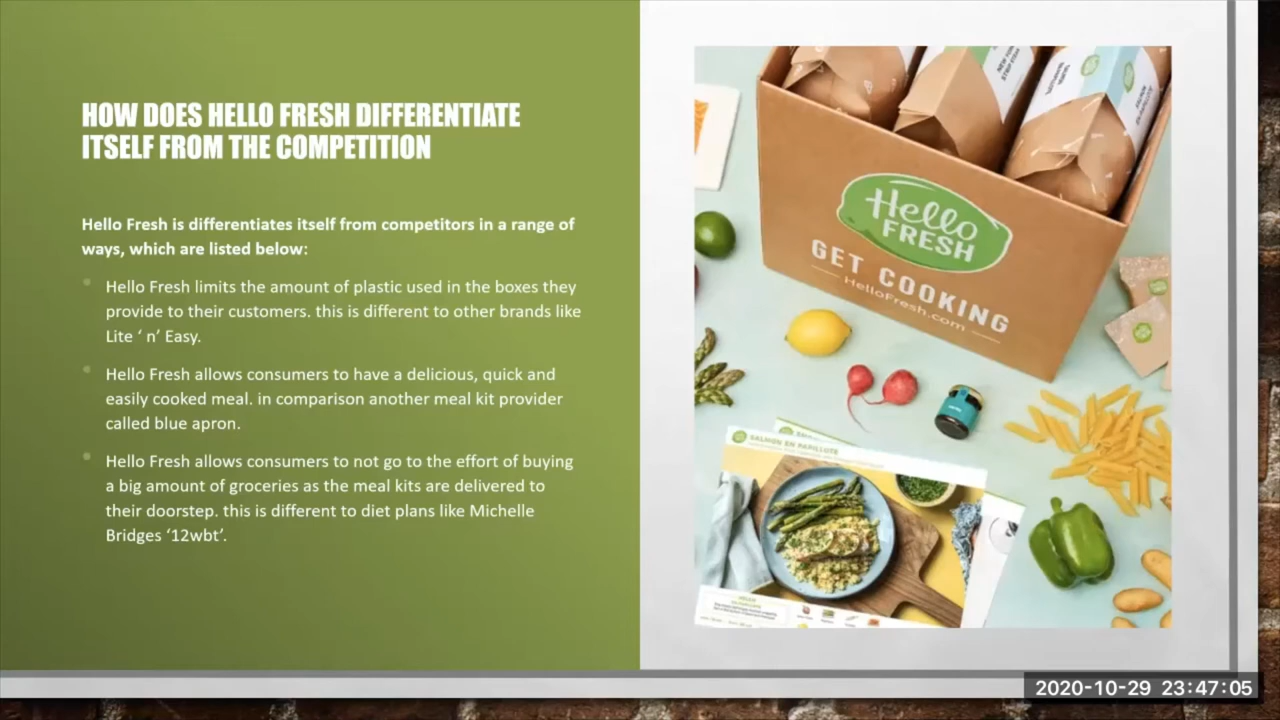 HOW DOES HELLO FRESH DIFFERENTIATE
ITSELF FROM THE COMPETITION
Hello Fresh is differentiates itself from competitors in a range of
ways, which are listed below:
Hello Fresh limits the amount of plastic used in the boxes they
provide to their customers. this is different to other brands like
Lite ‘ n’ Easy.
Hello Fresh allows consumers to have a delicious, quick and
easily cooked meal. in comparison another meal kit provider
called blue apron.
Hello Fresh allows consumers to not go to the effort of buying
a big amount of groceries as the meal kits are delivered to
their doorstep. this is different to diet plans like Michelle
Bridges ‘12wbt’.
Hello
FRESH
GET COOKING
HelloFresh.com
SALMON EN PAPILLOTE
2020-10-29 23:47:05